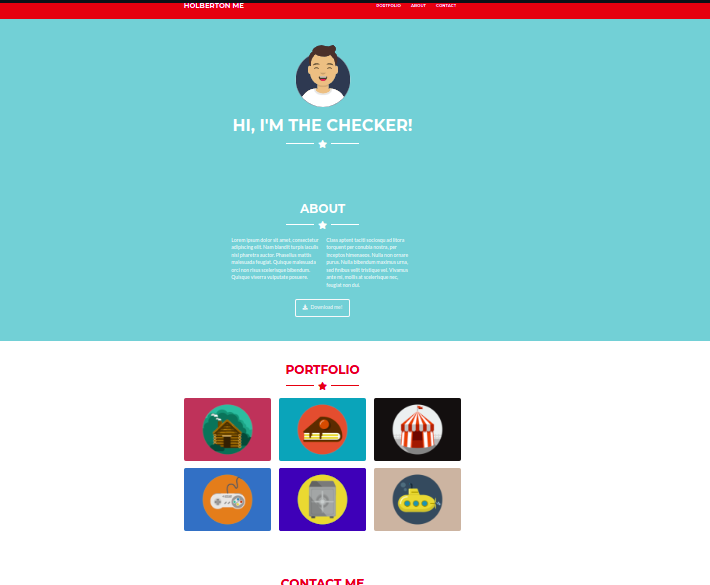 HOLBERTON ME
PORTFOLIO ABOUT CONTACT
HI, I'M THE CHECKER!
ABOUT
Lorem ipsum dolor sit amet, consectetur
adipiscing elit. Nam blandit turpis iaculis
nisi pharetra auctor. Phasellus mattis
malesuada feugiat. Quisque malesuada
orci non risus scelerisque bibendum.
Quisque viverra vulputate posuere.
Class aptent taciti sociosqu ad litora
torquent per conubia nostra, per
inceptos himenaeos. Nulla non ornare
purus. Nulla bibendum maximus urna,
sed finibus velit tristique est. Vivamus
ante mi, mollis at scelerisque nec,
feugiat non dui.
Download me!
PORTFOLIO
CONTACT ME